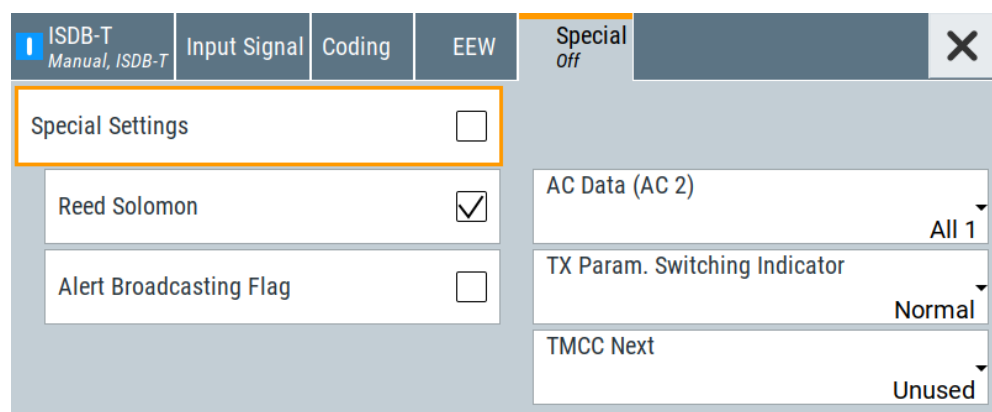 ISDB-T
Manual, ISDB-T
Input Signal
Coding
EEW
Special
Off
Special Settings
Reed Solomon
Alert Broadcasting Flag
AC Data (AC 2)
All 1
TX Param. Switching Indicator
Normal
TMCC Next
Unused